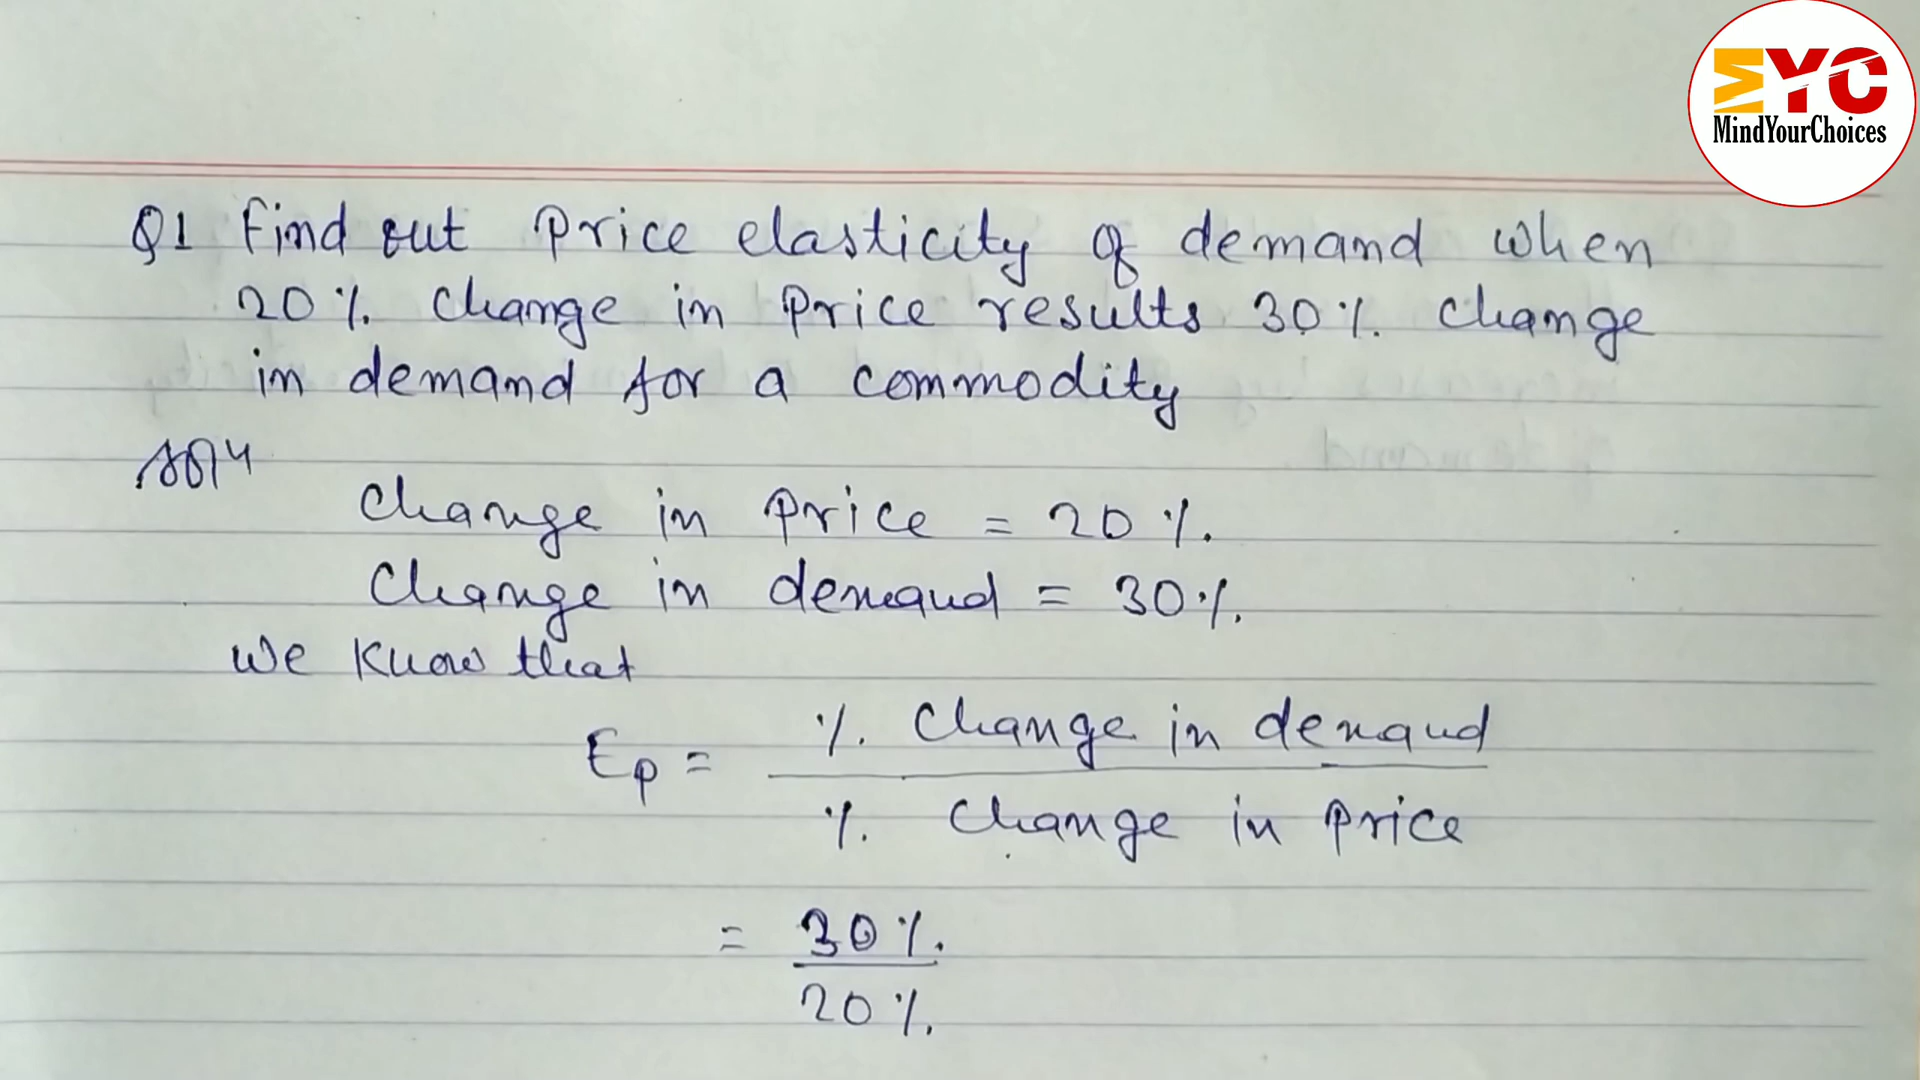 MYC
MindYourChoices
Q1 Find out price elasticity of demand when
20%. change in price results 30%. change
in demand for a commodity
Soln
Change in price = 20%.
Change in demand = 30%.
We know that
Ep = %. change in demand
%. change in price
= 30%.
20%.